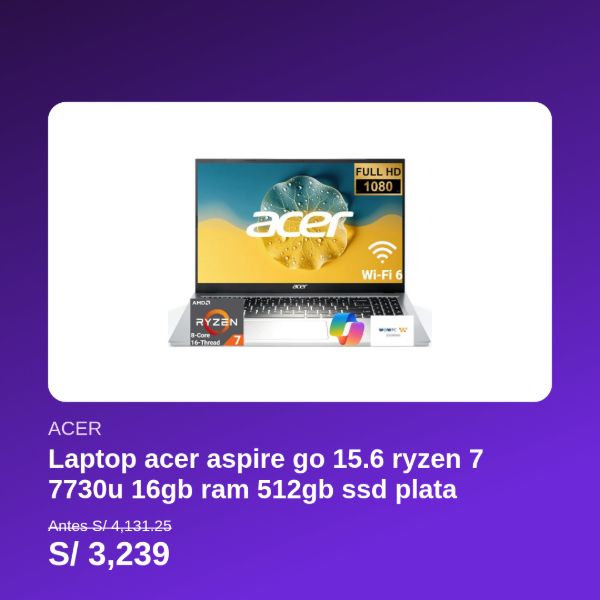 FULL HD
1080
acer
Wi-Fi 6
acer
AMD
RYZEN
8-Core
16-Thread
7
ACER
Laptop acer aspire go 15.6 ryzen 7
7730u 16gb ram 512gb ssd plata
Antes S/ 4,131.25
S/ 3,239